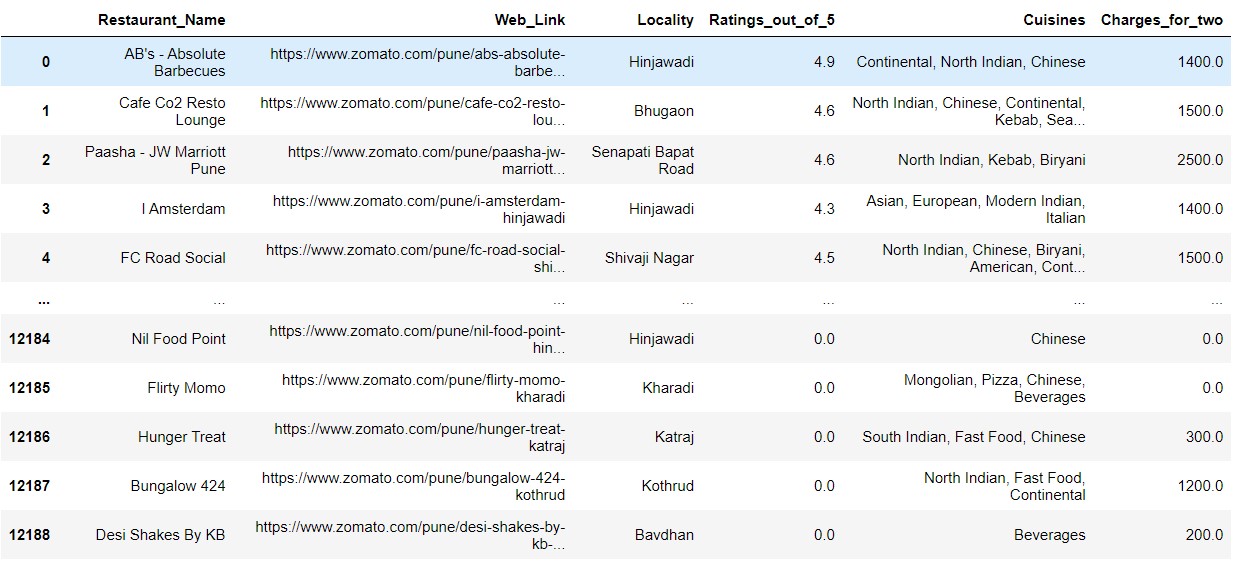 Restaurant_Name Web_Link Locality Ratings_out_of_5 Cuisines Charges_for_two
0 AB's - Absolute Barbecues https://www.zomato.com/pune/abs-absolute-barbe... Hinjawadi 4.9 Continental, North Indian, Chinese 1400.0
1 Cafe Co2 Resto Lounge https://www.zomato.com/pune/cafe-co2-resto-lou... Bhugaon 4.6 North Indian, Chinese, Continental, Kebab, Sea... 1500.0
2 Paasha - JW Marriott Pune https://www.zomato.com/pune/paasha-jw-marriott... Senapati Bapat Road 4.6 North Indian, Kebab, Biryani 2500.0
3 I Amsterdam https://www.zomato.com/pune/i-amsterdam-hinjawadi Hinjawadi 4.3 Asian, European, Modern Indian, Italian 1400.0
4 FC Road Social https://www.zomato.com/pune/fc-road-social-shi... Shivaji Nagar 4.5 North Indian, Chinese, Biryani, American, Cont... 1500.0
... ... ... ... ... ... ...
12184 Nil Food Point https://www.zomato.com/pune/nil-food-point-hin... Hinjawadi 0.0 Chinese 0.0
12185 Flirty Momo https://www.zomato.com/pune/flirty-momo-kharadi Kharadi 0.0 Mongolian, Pizza, Chinese, Beverages 0.0
12186 Hunger Treat https://www.zomato.com/pune/hunger-treat-katraj Katraj 0.0 South Indian, Fast Food, Chinese 300.0
12187 Bungalow 424 https://www.zomato.com/pune/bungalow-424-kothrud Kothrud 0.0 North Indian, Fast Food, Continental 1200.0
12188 Desi Shakes By KB https://www.zomato.com/pune/desi-shakes-by-kb-... Bavdhan 0.0 Beverages 200.0